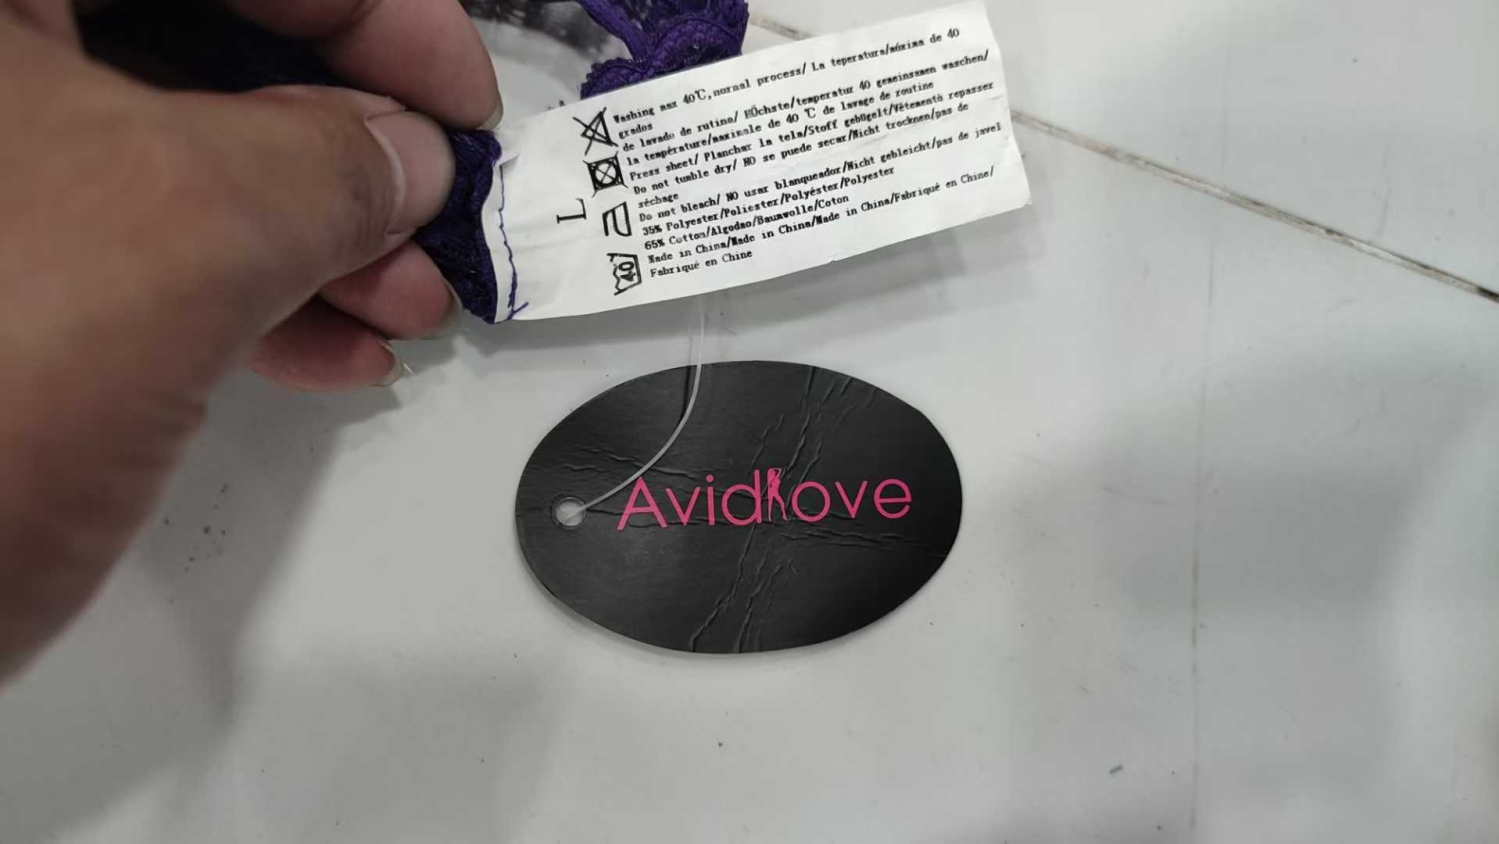 Washing max 40℃,normal process/ La teperatura/móxima de 40
grados
de lavado de rutina/ HÖchste/temperatur 40 gemeinsamen waschen/
la température/maximale de 40 ℃ de lavage de routine
Press sheet/ Planchar la tela/Stoff gebügelt/Vêtements repasser
Do not tumble dry/ NO se puede secar/Nicht trocknen/pas de
séchage
Do not bleach/ NO usar blanqueador/Nicht gebleicht/pas de javel
35% Polyester/Poliester/Polyéster/Polyester
65% Cotton/Algodao/Baumwolle/Coton
Made in China/Made in China/Made in China/Fabriqué en Chine/
Fabriqué en Chine
L
40
Avidlove